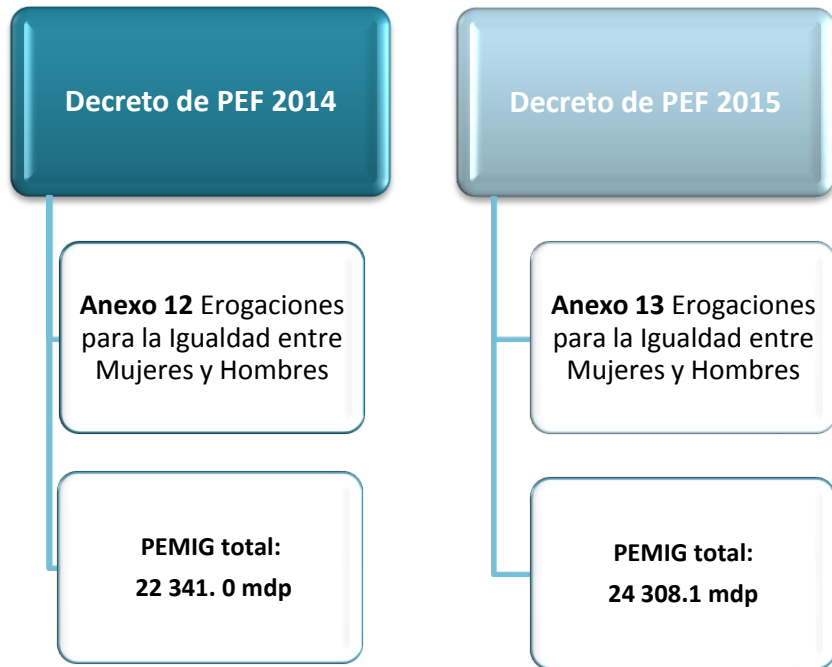 Decreto de PEF 2014
Anexo 12 Erogaciones
para la Igualdad entre
Mujeres y Hombres
PEMIG total:
22 341. 0 mdp
Decreto de PEF 2015
Anexo 13 Erogaciones
para la Igualdad entre
Mujeres y Hombres
PEMIG total:
24 308.1 mdp